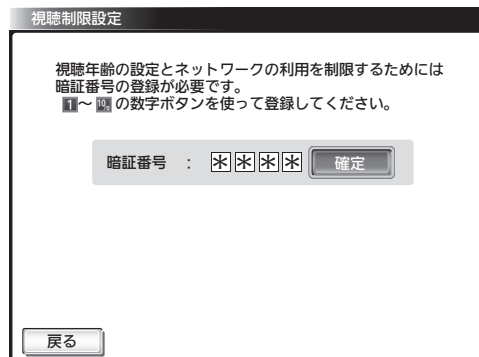 視聴制限設定
視聴年齢の設定とネットワークの利用を制限するためには
暗証番号の登録が必要です。
1～10の数字ボタンを使って登録してください。
暗証番号 : ＊＊＊＊ 確定
戻る